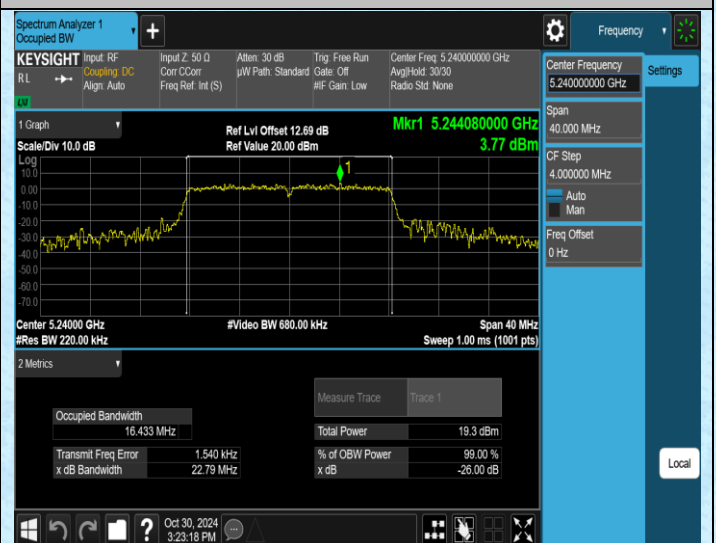 Spectrum Analyzer 1
Occupied BW
Frequency
KEYSIGHT
RL
Input: RF
Coupling: DC
Align: Auto
Input Z: 50 Ω
Corr CCorr
Freq Ref: Int (S)
Atten: 30 dB
µW Path: Standard
Trig: Free Run
Gate: Off
#IF Gain: Low
Center Freq: 5.240000000 GHz
Avg|Hold: 30/30
Radio Std: None
Center Frequency
5.240000000 GHz
Settings
Span
40.000 MHz
CF Step
4.000000 MHz
Auto
Man
Freq Offset
0 Hz
1 Graph
Scale/Div 10.0 dB
Ref Lvl Offset 12.69 dB
Ref Value 20.00 dBm
Mkr1 5.244080000 GHz
3.77 dBm
Log
10.0
0.00
-10.0
-20.0
-30.0
-40.0
-50.0
-60.0
-70.0
1
Center 5.24000 GHz
#Res BW 220.00 kHz
#Video BW 680.00 kHz
Span 40 MHz
Sweep 1.00 ms (1001 pts)
2 Metrics
Measure Trace
Trace 1
Occupied Bandwidth
16.433 MHz
Total Power
19.3 dBm
Transmit Freq Error
1.540 kHz
% of OBW Power
99.00 %
x dB Bandwidth
22.79 MHz
x dB
-26.00 dB
Local
Oct 30, 2024
3:23:18 PM